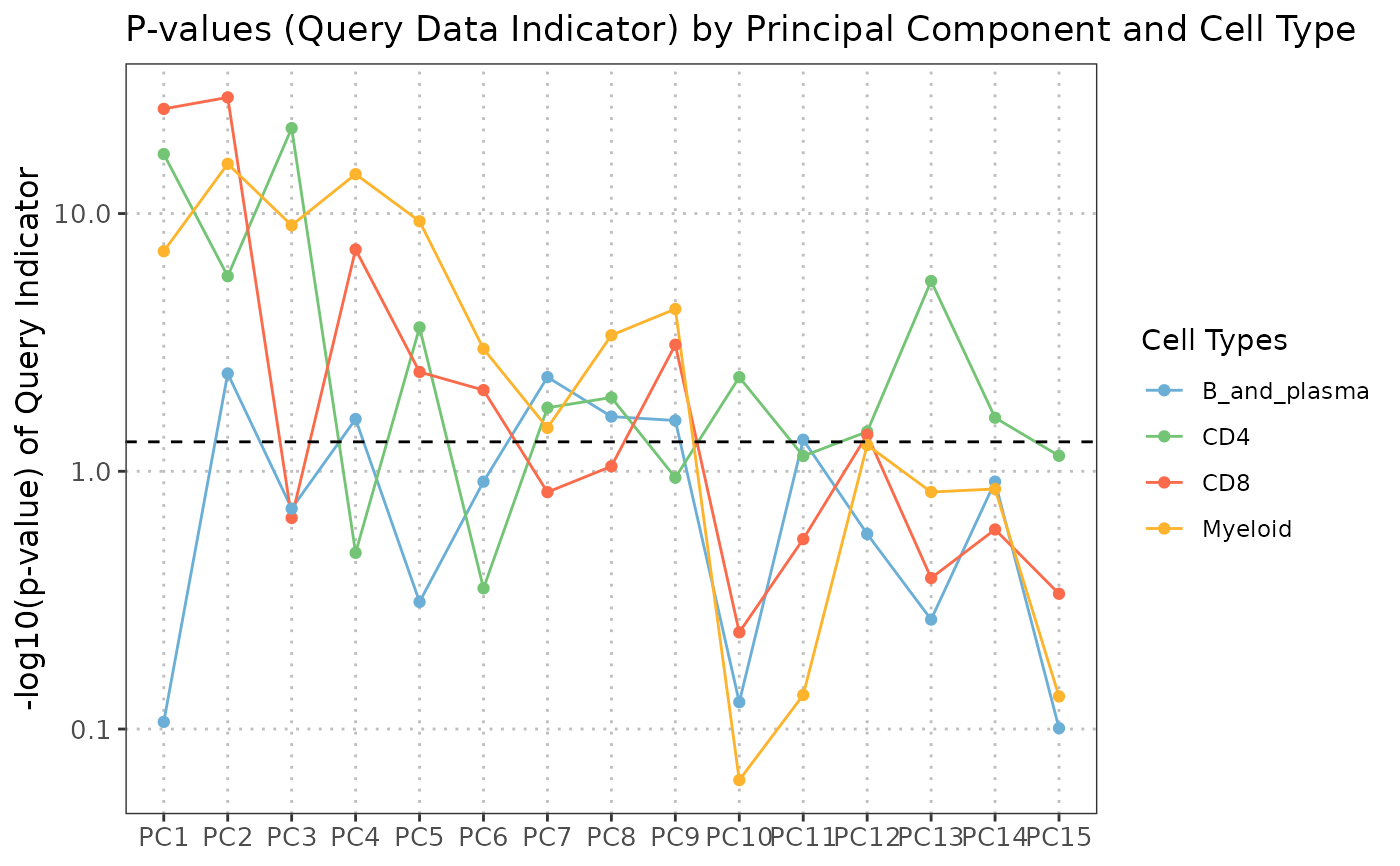 P-values (Query Data Indicator) by Principal Component and Cell Type
-log10(p-value) of Query Indicator
10.0
1.0
0.1
PC1 PC2 PC3 PC4 PC5 PC6 PC7 PC8 PC9 PC10 PC11 PC12 PC13 PC14 PC15
Cell Types
B_and_plasma
CD4
CD8
Myeloid